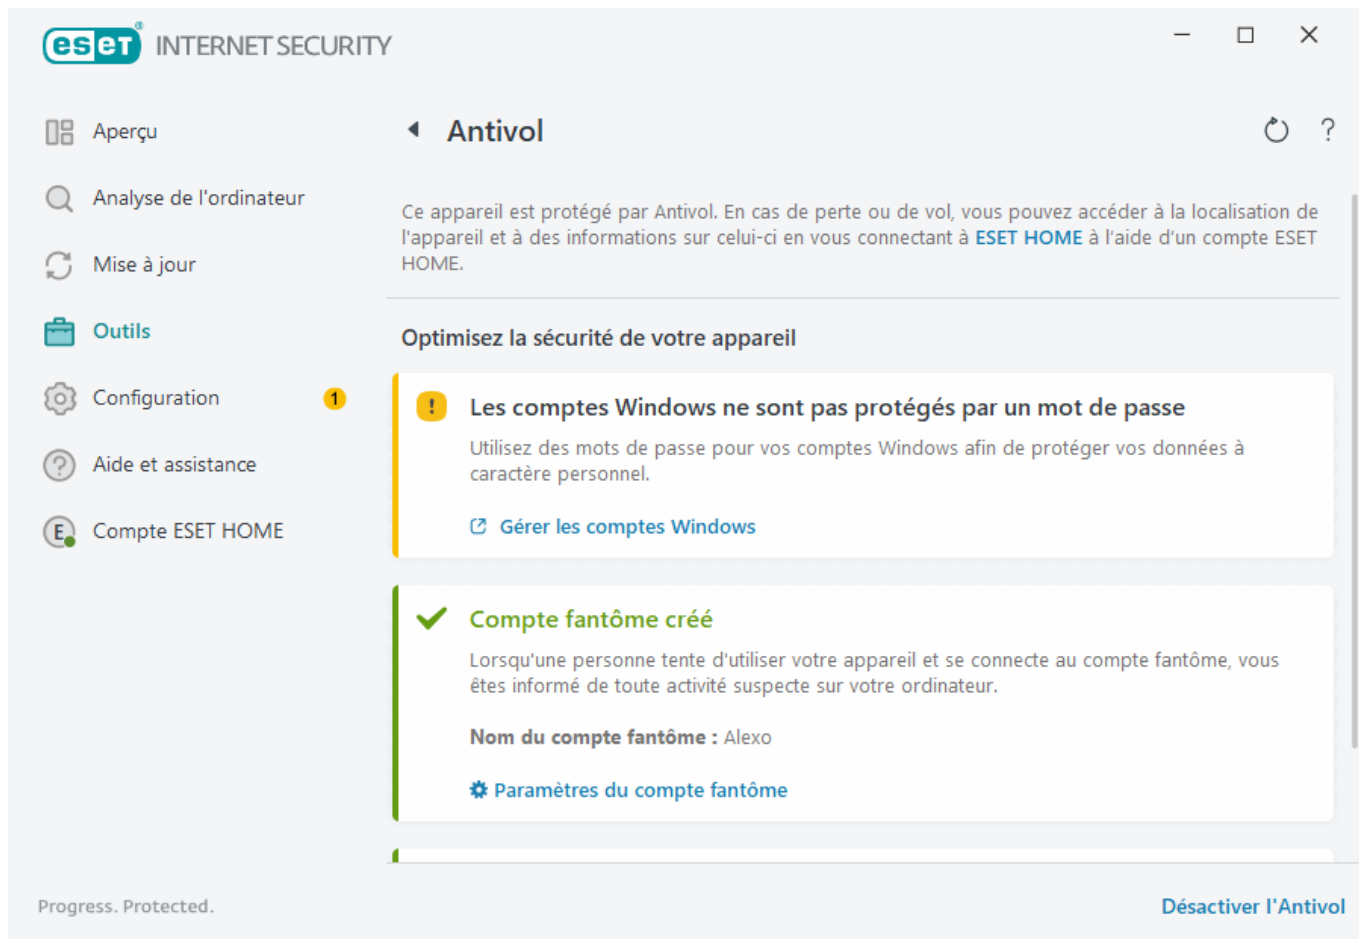 eset® INTERNET SECURITY
Aperçu
Analyse de l'ordinateur
Mise à jour
Outils
Configuration 1
Aide et assistance
E Compte ESET HOME
Antivol ?
Ce appareil est protégé par Antivol. En cas de perte ou de vol, vous pouvez accéder à la localisation de
l'appareil et à des informations sur celui-ci en vous connectant à ESET HOME à l'aide d'un compte ESET
HOME.
Optimisez la sécurité de votre appareil
! Les comptes Windows ne sont pas protégés par un mot de passe
Utilisez des mots de passe pour vos comptes Windows afin de protéger vos données à
caractère personnel.
Gérer les comptes Windows
Compte fantôme créé
Lorsqu'une personne tente d'utiliser votre appareil et se connecte au compte fantôme, vous
êtes informé de toute activité suspecte sur votre ordinateur.
Nom du compte fantôme : Alexo
Paramètres du compte fantôme
Progress. Protected.
Désactiver l'Antivol